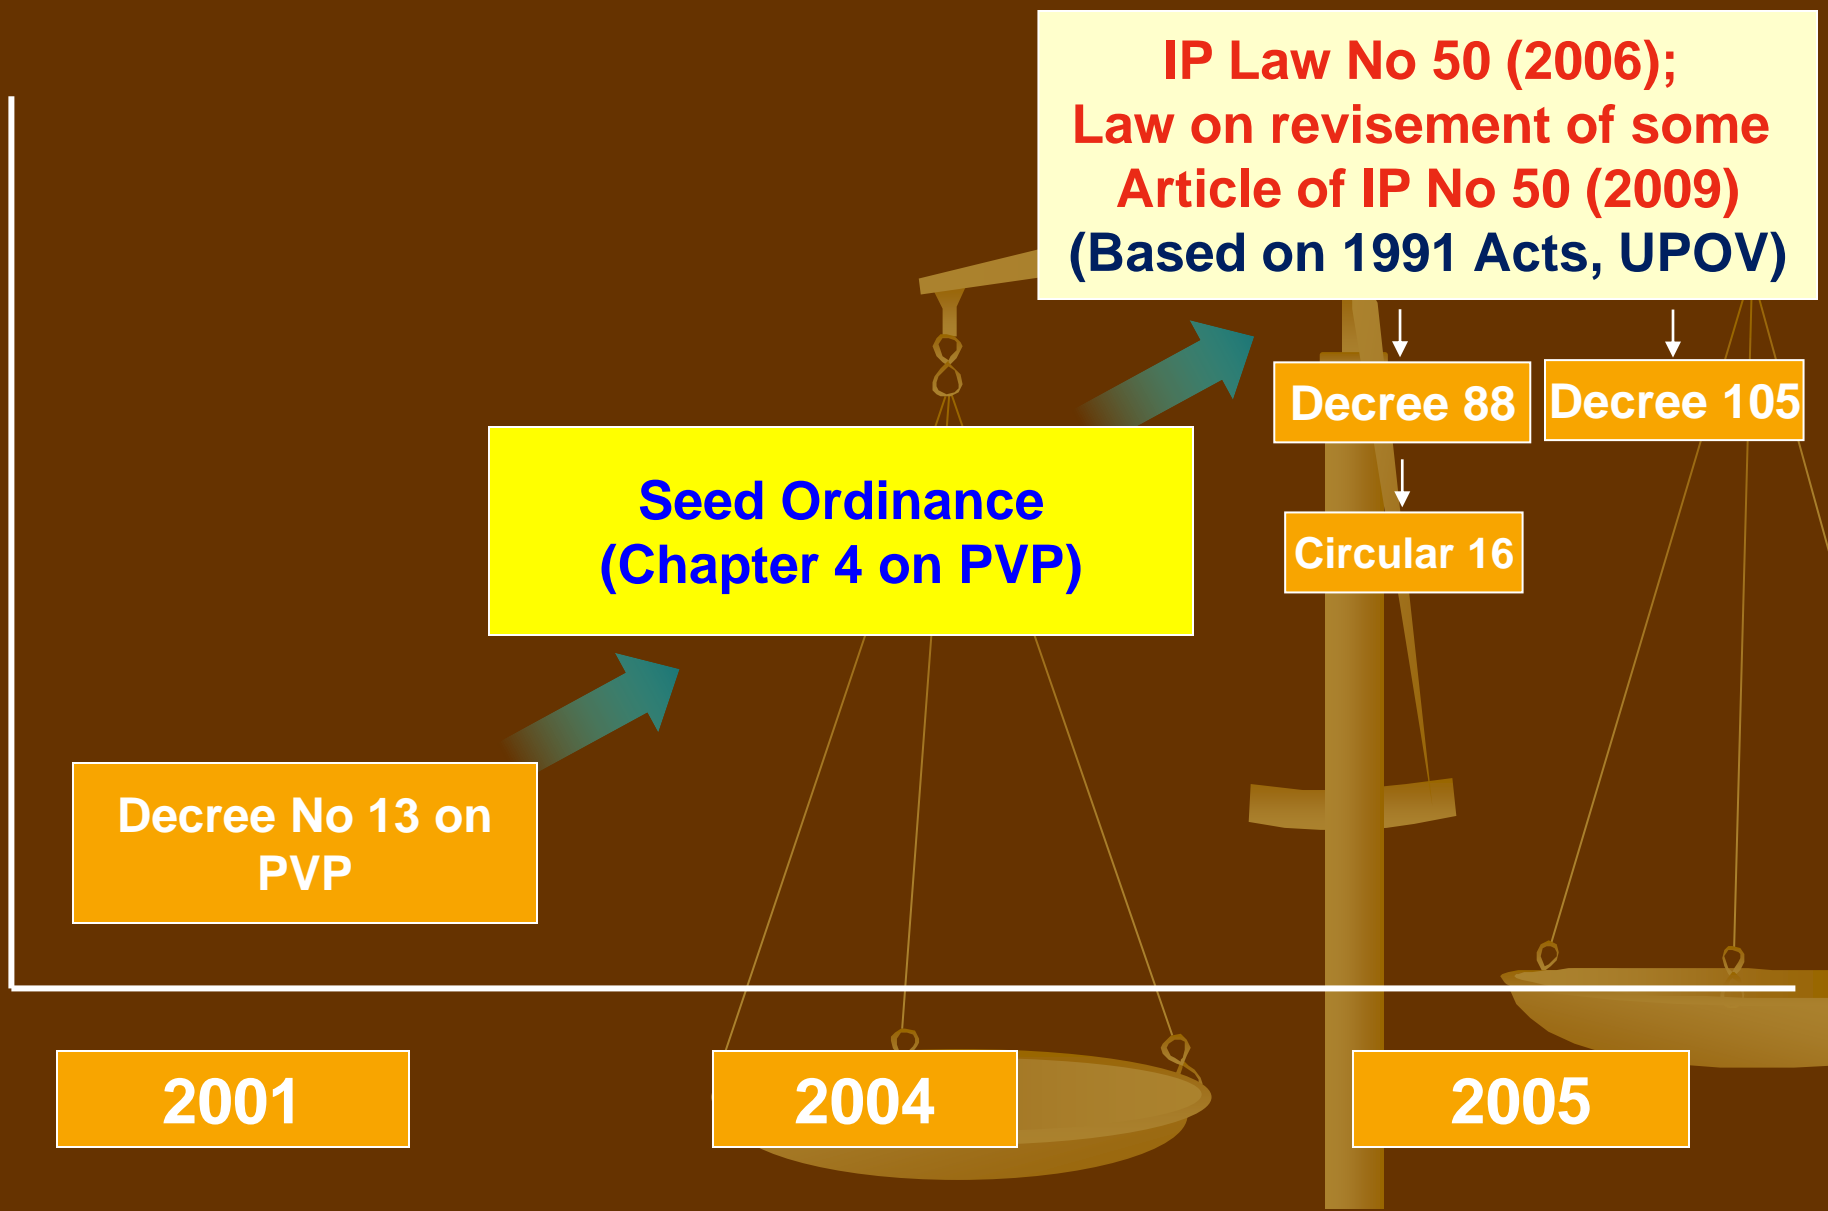 IP Law No 50 (2006);
Law on revisement of some
Article of IP No 50 (2009)
(Based on 1991 Acts, UPOV)
Decree 88
Decree 105
Circular 16
Seed Ordinance
(Chapter 4 on PVP)
Decree No 13 on
PVP
2001
2004
2005